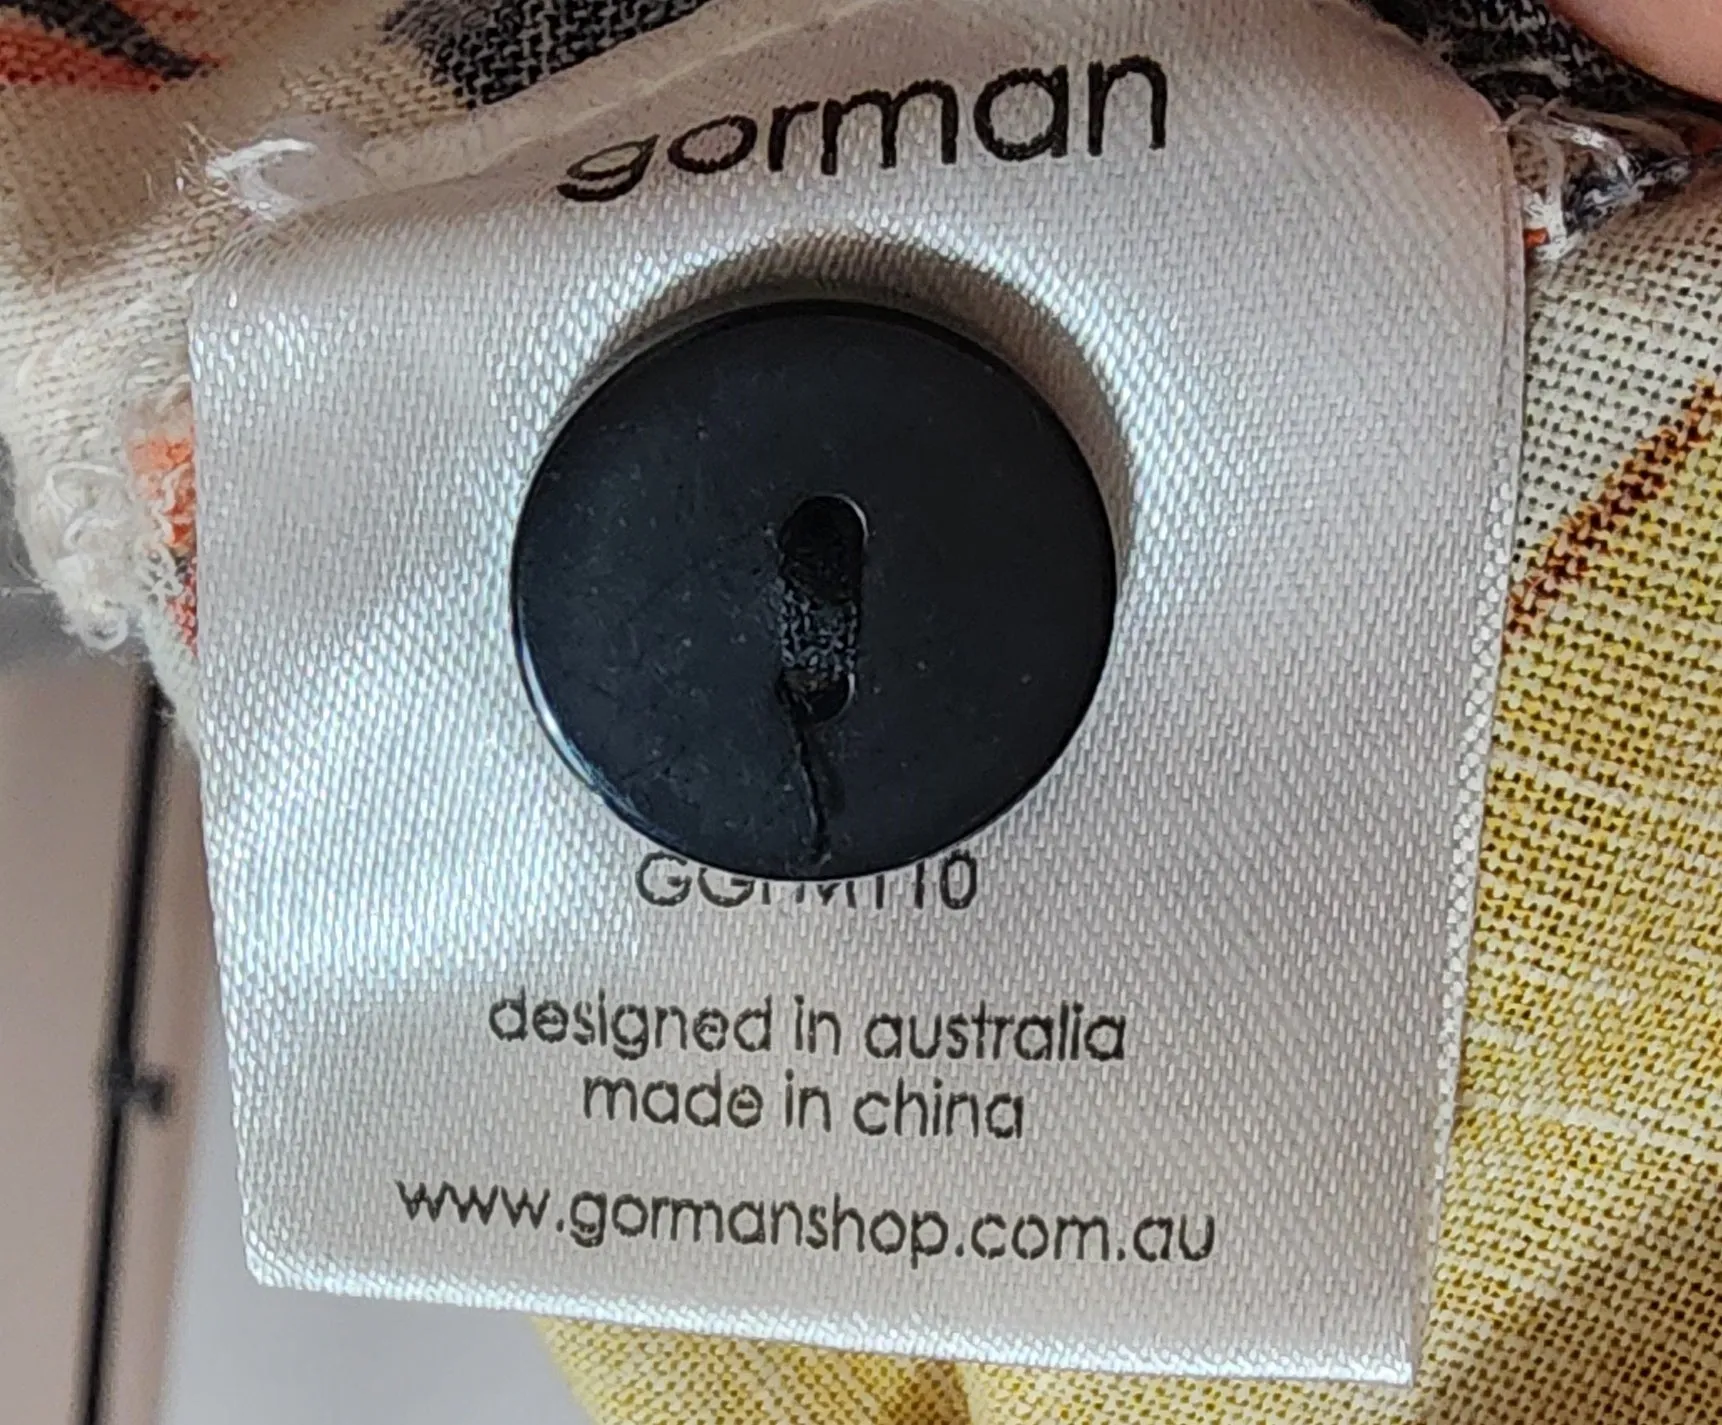 gorman
designed in australia
made in china
www.gormanshop.com.au